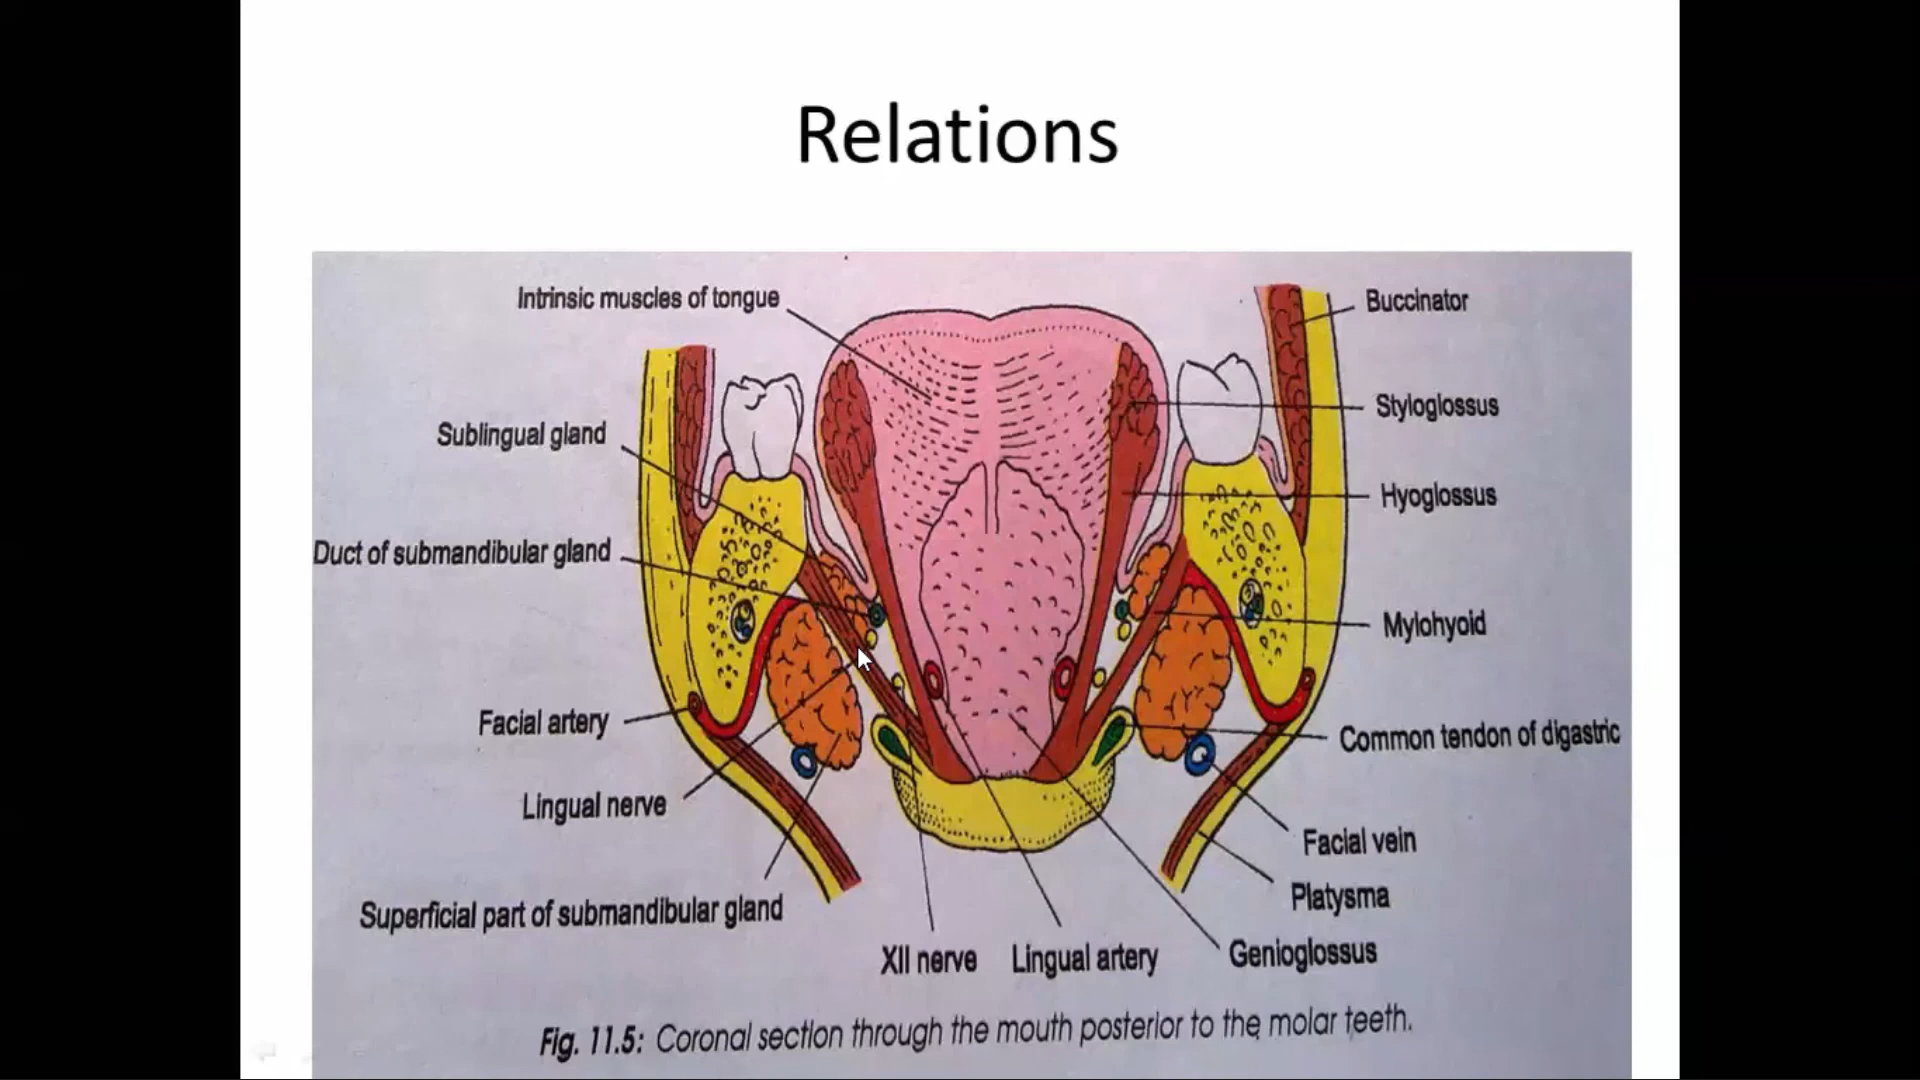 Relations
Intrinsic muscles of tongue
Buccinator
Styloglossus
Sublingual gland
Hyoglossus
Duct of submandibular gland
Mylohyoid
Facial artery
Common tendon of digastric
Lingual nerve
Facial vein
Platysma
Superficial part of submandibular gland
XII nerve
Lingual artery
Genioglossus
Fig. 11.5: Coronal section through the mouth posterior to the molar teeth.